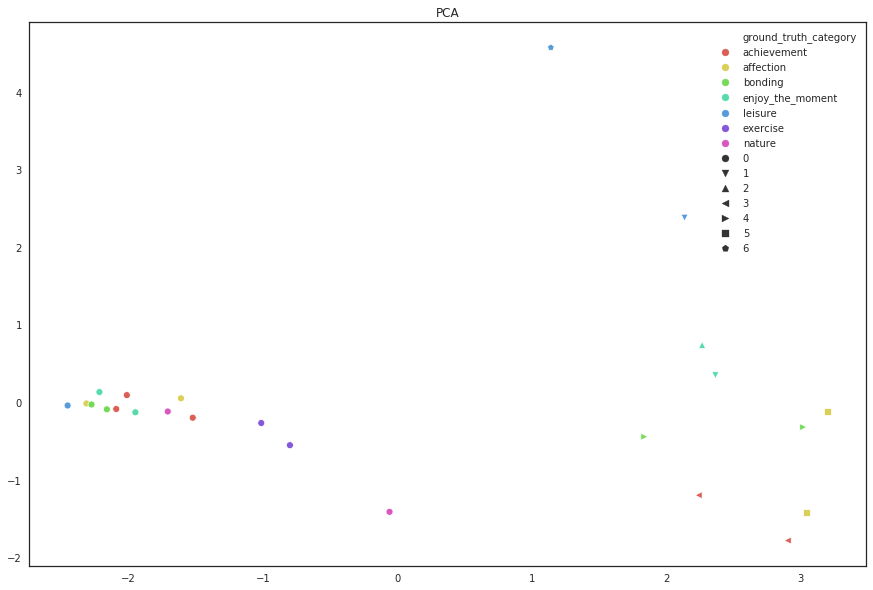 PCA
ground_truth_category
achievement
affection
bonding
enjoy_the_moment
leisure
exercise
nature
0
1
2
3
4
5
6
4
3
2
1
0
−1
−2
−2
−1
0
1
2
3